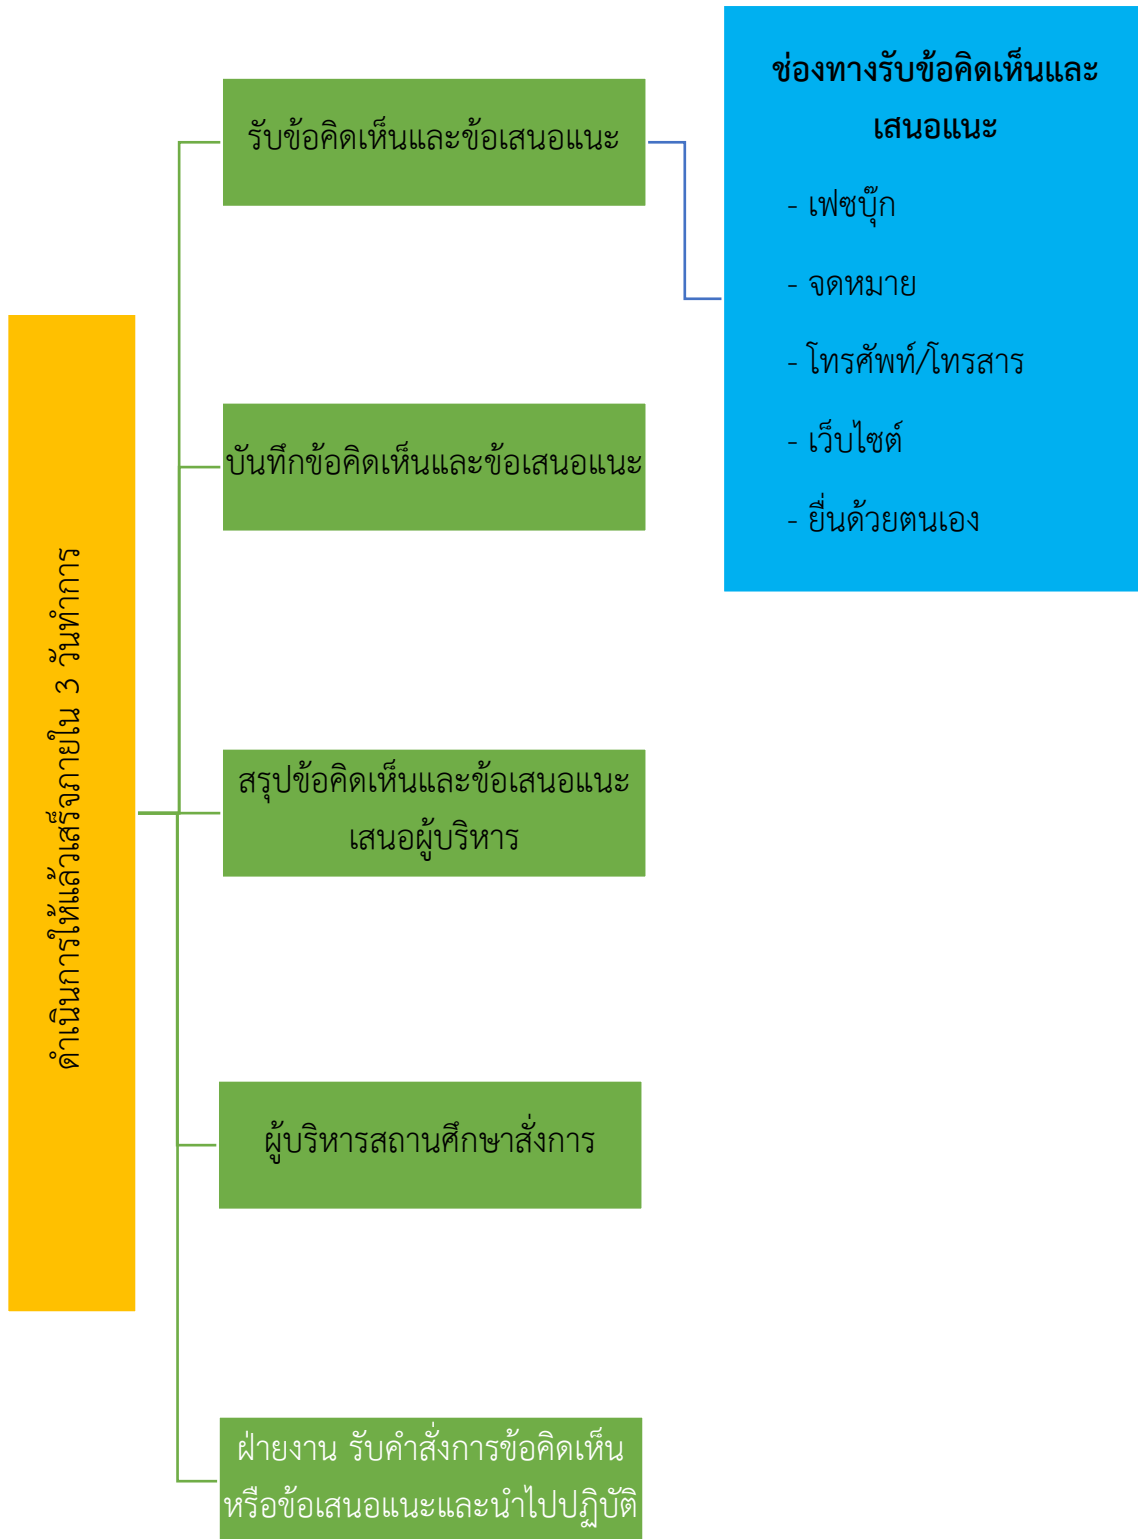 ช่องทางรับข้อคิดเห็นและ
เสนอแนะ
- เฟซบุ๊ก
- จดหมาย
- โทรศัพท์/โทรสาร
- เว็บไซต์
- ยื่นด้วยตนเอง
รับข้อคิดเห็นและข้อเสนอแนะ
บันทึกข้อคิดเห็นและข้อเสนอแนะ
สรุปข้อคิดเห็นและข้อเสนอแนะ
เสนอผู้บริหาร
ผู้บริหารสถานศึกษาสั่งการ
ฝ่ายงาน รับคำสั่งการข้อคิดเห็น
หรือข้อเสนอแนะและนำไปปฏิบัติ
ดำเนินการให้แล้วเสร็จภายใน 3 วันทำการ